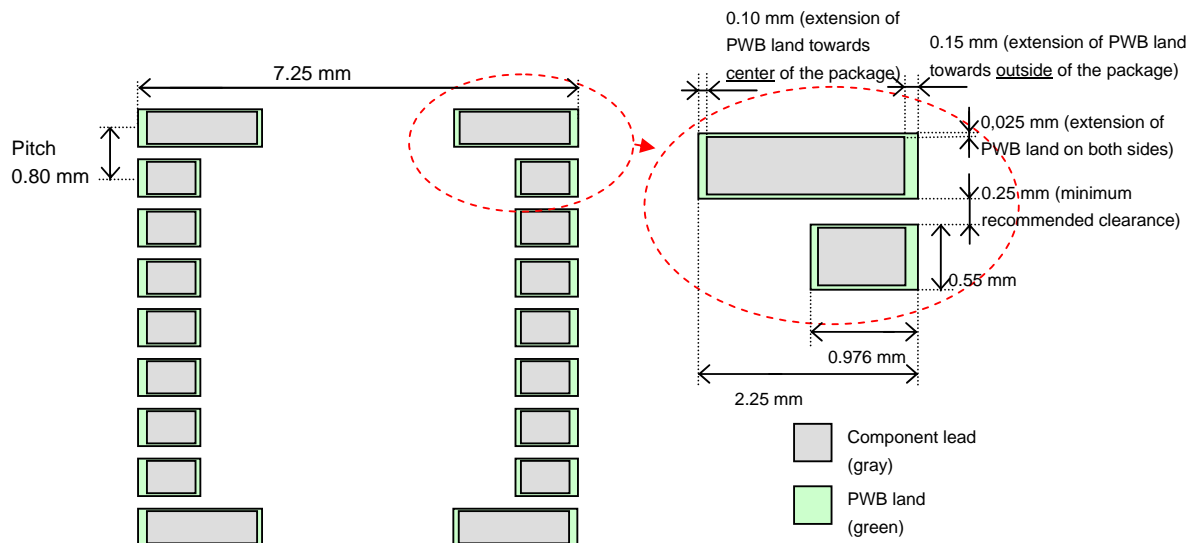 7.25 mm
Pitch
0.80 mm
0.10 mm (extension of
PWB land towards
center of the package)
0.15 mm (extension of PWB land
towards outside of the package)
0,025 mm (extension of
PWB land on both sides)
0.25 mm (minimum
recommended clearance)
0.55 mm
0.976 mm
2.25 mm
Component lead
(gray)
PWB land
(green)